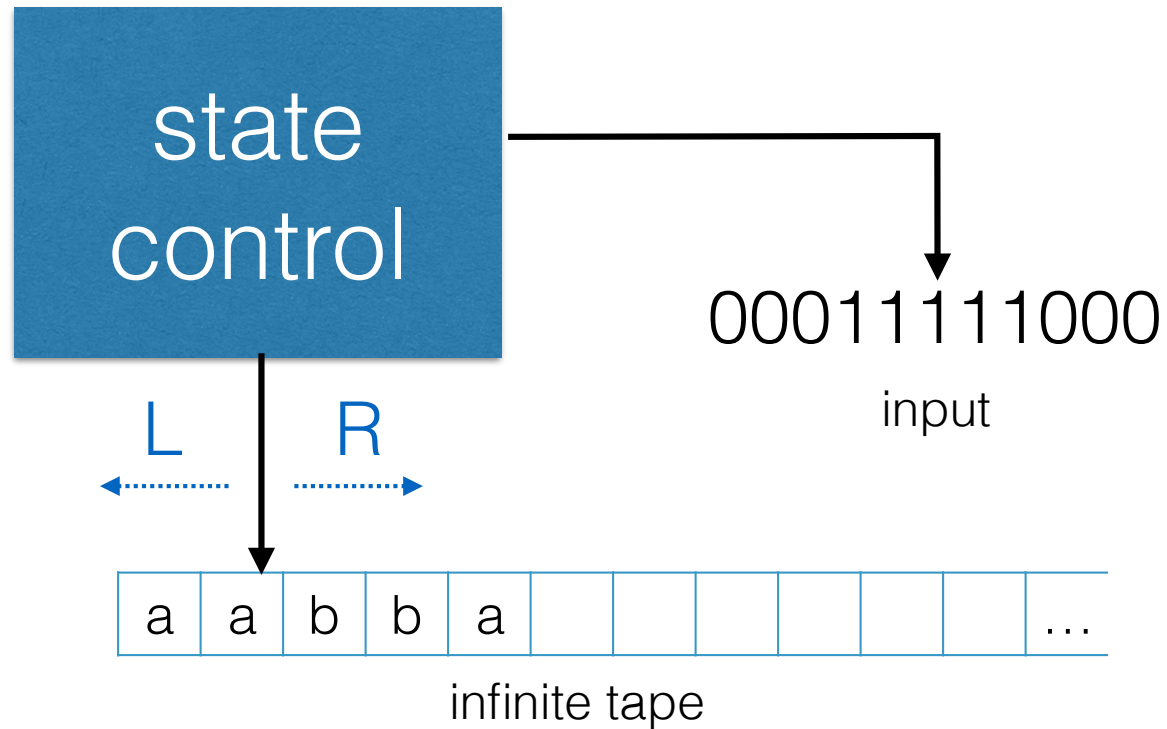 state
control
00011111000
input
L R
a a b b a ...
infinite tape